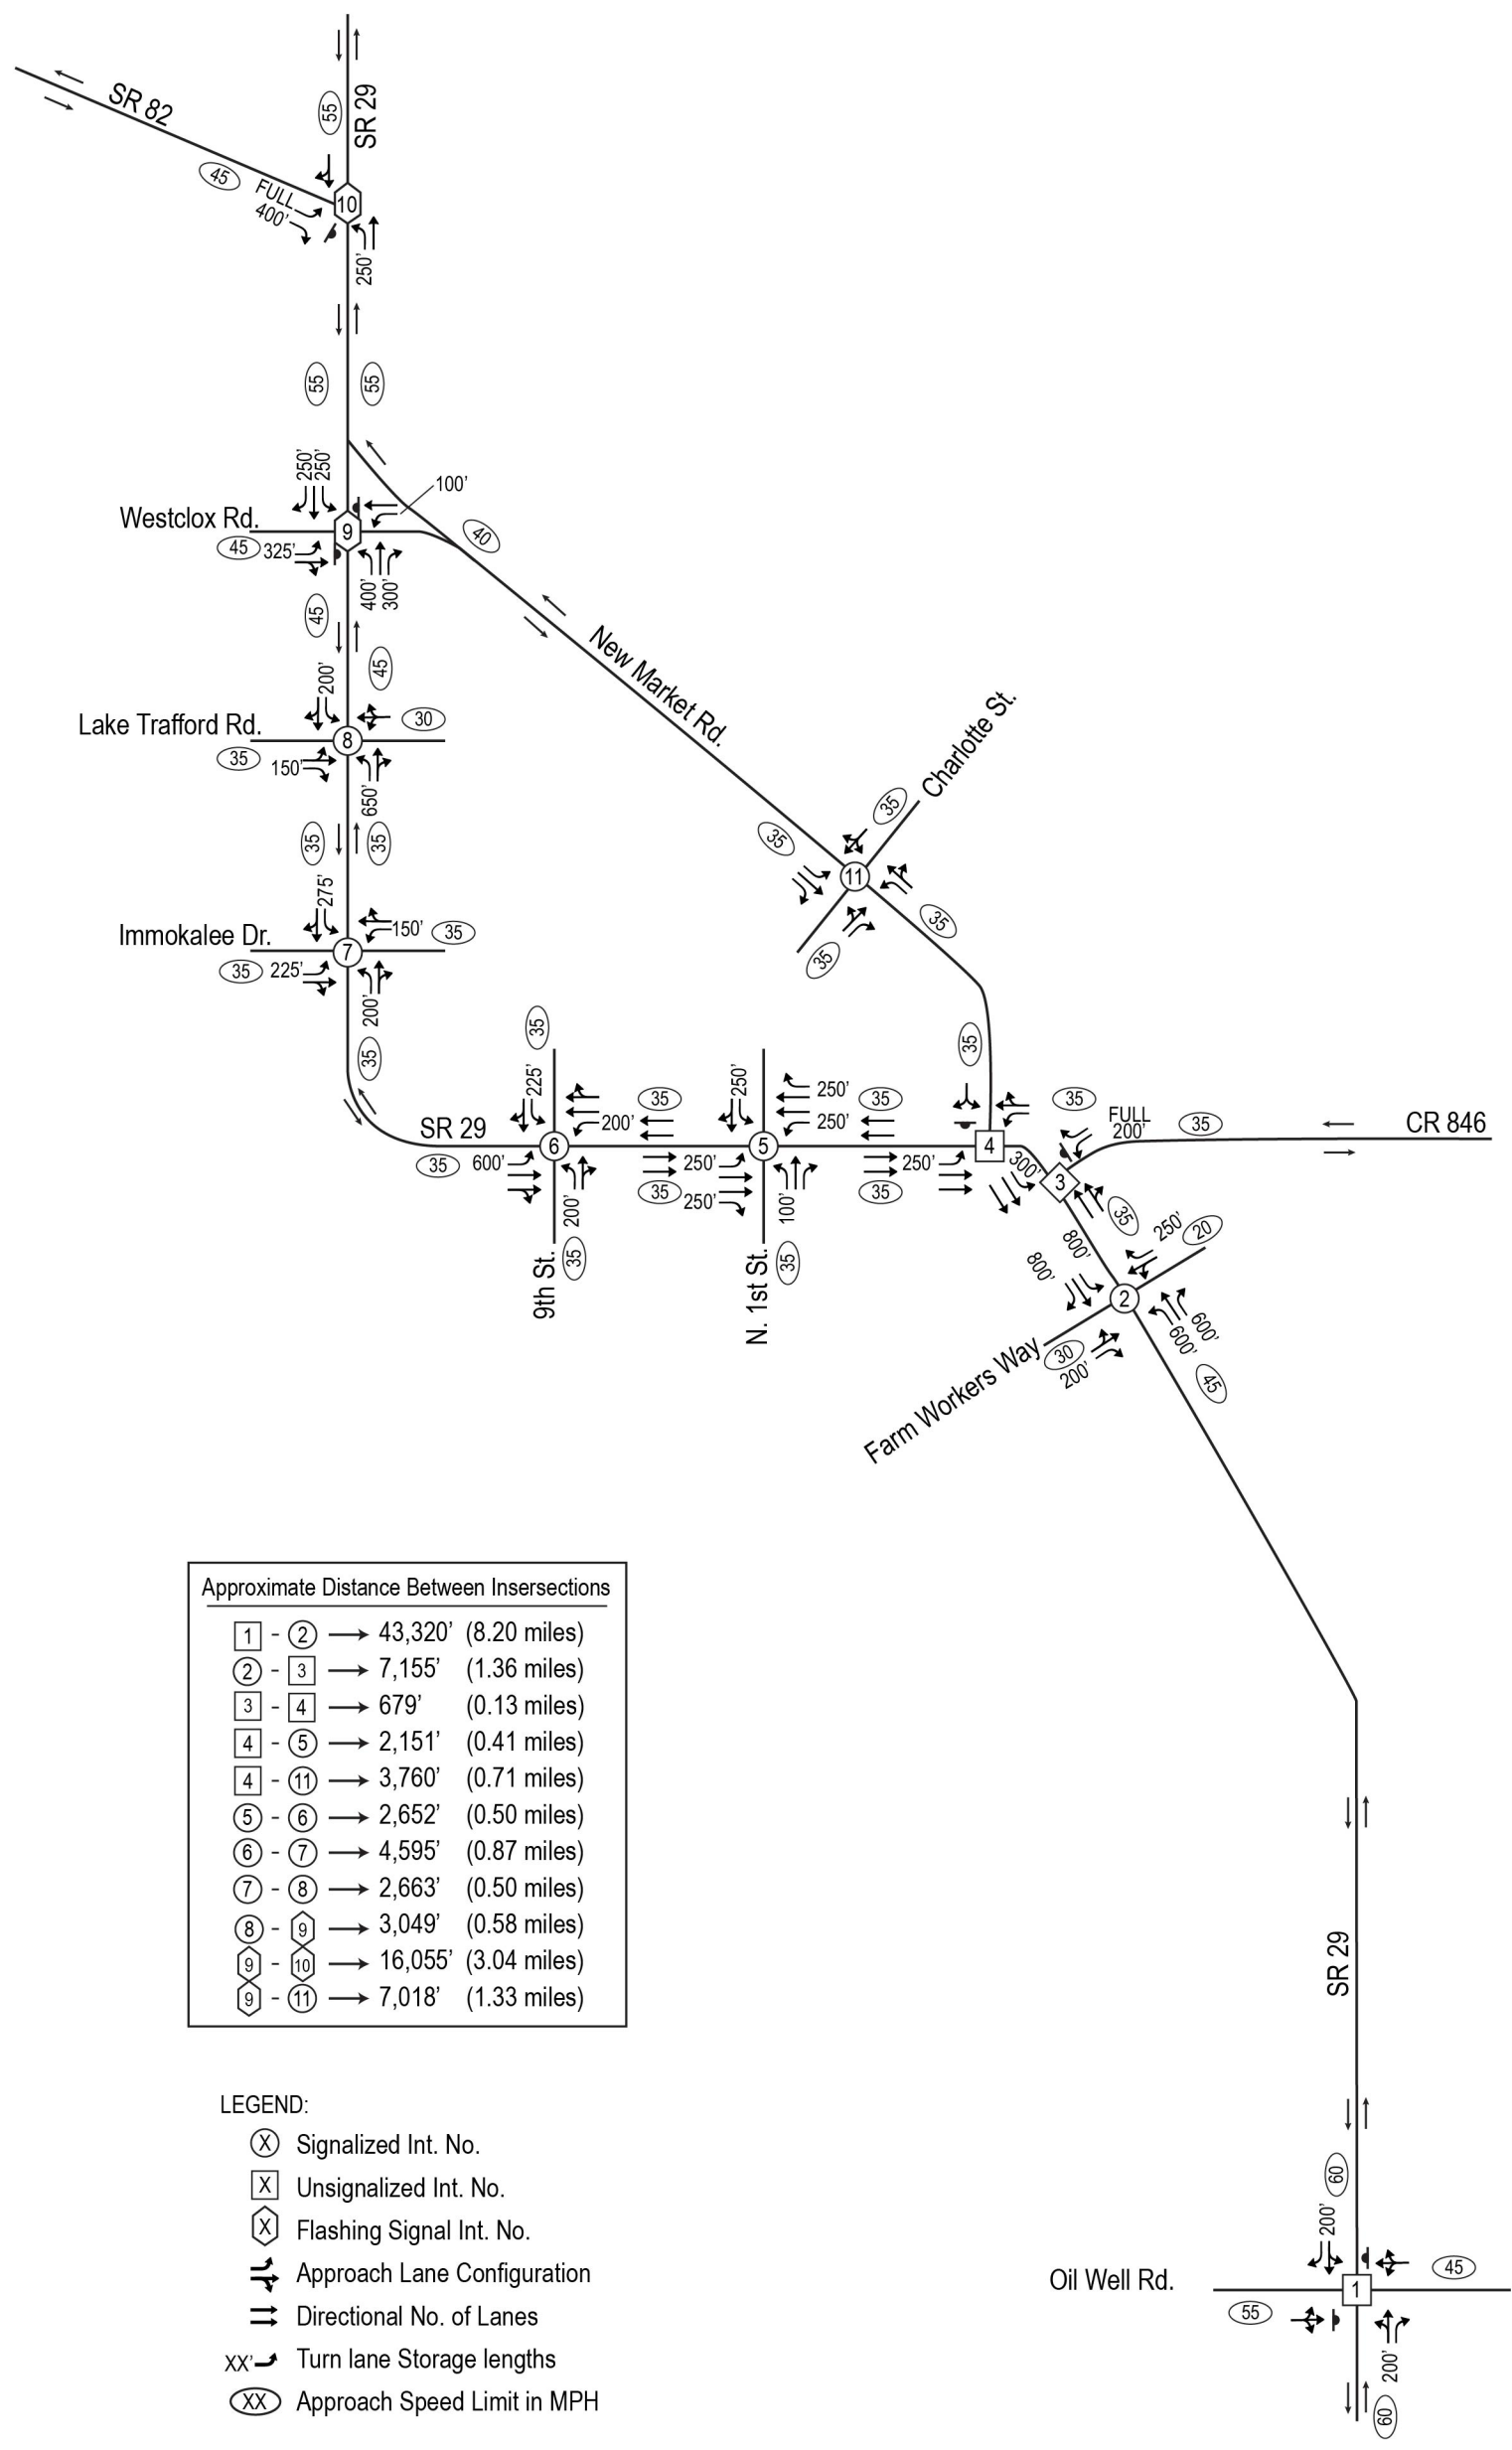 SR 82
SR 29
55
45
FULL
400’
10
250’
55
55
250’
250’
100’
Westclox Rd.
9
45
325’
40
400’
300’
45
45
New Market Rd.
200’
Lake Trafford Rd.
30
8
35
150’
650’
Charlotte St.
35
35
11
35
35
35
35
275’
Immokalee Dr.
150’
35
7
35
225’
200’
35
35
225’
SR 29
200’
35
6
35
600’
200’
9th St.
35
250’
250’
250’
35
5
35
250’
250’
100’
N. 1st St.
35
35
250’
35
4
35
FULL
200’
35
CR 846
300’
3
35
800’
800’
250’
20
2
600’
600’
Farm Workers Way
30
200’
45
Approximate Distance Between Insersections
1 - 2 43,320’ (8.20 miles)
2 - 3 7,155’ (1.36 miles)
3 - 4 679’ (0.13 miles)
4 - 5 2,151’ (0.41 miles)
4 - 11 3,760’ (0.71 miles)
5 - 6 2,652’ (0.50 miles)
6 - 7 4,595’ (0.87 miles)
7 - 8 2,663’ (0.50 miles)
8 - 9 3,049’ (0.58 miles)
9 - 10 16,055’ (3.04 miles)
9 - 11 7,018’ (1.33 miles)
SR 29
60
200’
Oil Well Rd.
45
1
55
200’
60
LEGEND:
X Signalized Int. No.
X Unsignalized Int. No.
X Flashing Signal Int. No.
Approach Lane Configuration
Directional No. of Lanes
XX’ Turn lane Storage lengths
XX Approach Speed Limit in MPH